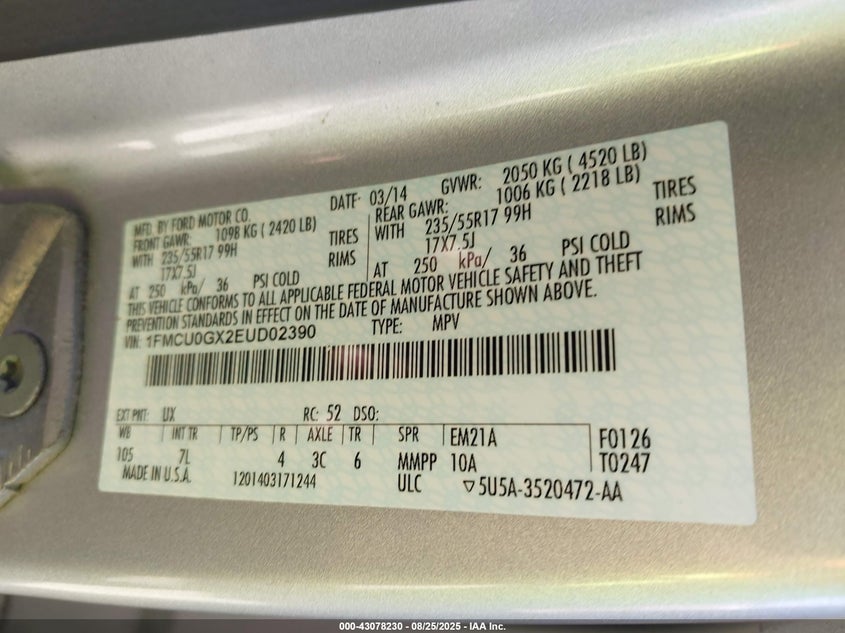 MFD. BY FORD MOTOR CO. DATE: 03/14 GVWR: 2050 KG ( 4520 LB)
FRONT GAWR: 1098 KG ( 2420 LB) REAR GAWR: 1006 KG ( 2218 LB)
WITH 235/55R17 99H TIRES WITH 235/55R17 99H TIRES
17X7.5J RIMS 17X7.5J RIMS
AT 250 kPa/ 36 PSI COLD AT 250 kPa/ 36 PSI COLD
THIS VEHICLE CONFORMS TO ALL APPLICABLE FEDERAL MOTOR VEHICLE SAFETY AND THEFT
PREVENTION STANDARDS IN EFFECT ON THE DATE OF MANUFACTURE SHOWN ABOVE.
VIN: 1FMCU0GX2EUD02390 TYPE: MPV
EXT PNT: UX RC: 52 DSO:
WB INT TR TP/PS R AXLE TR SPR EM21A F0126
105 7L 4 3C 6 MMPP 10A T0247
MADE IN U.S.A. 1201403171244 ULC ▽5U5A-3520472-AA
000-43078230 - 08/25/2025 - IAA Inc.